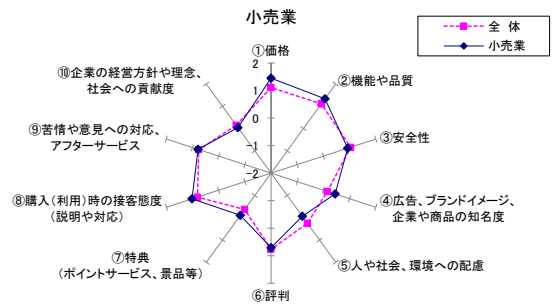 小売業
全 体
小売業
①価格
②機能や品質
③安全性
④広告、ブランドイメージ、
企業や商品の知名度
⑤人や社会、環境への配慮
⑥評判
⑦特典
(ポイントサービス、景品等)
⑧購入(利用)時の接客態度
(説明や対応)
⑨苦情や意見への対応、
アフターサービス
⑩企業の経営方針や理念、
社会への貢献度
2
1
0
-1
-2